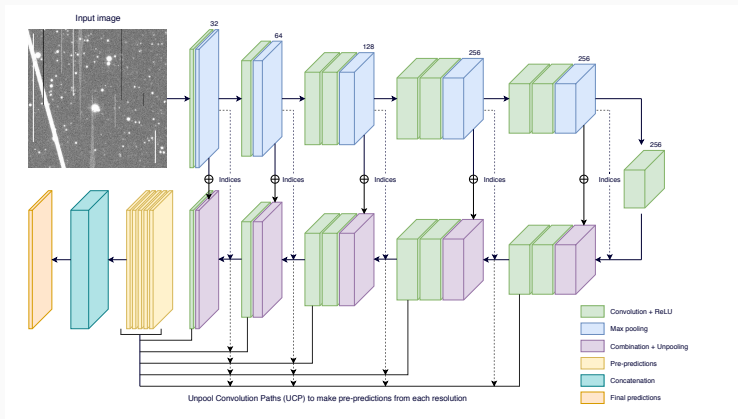 Input image
32
64
128
256
256
256
Indices
Indices
Indices
Indices
Indices
Convolution + ReLU
Max pooling
Combination + Unpooling
Pre-predictions
Concatenation
Final predictions
Unpool Convolution Paths (UCP) to make pre-predictions from each resolution